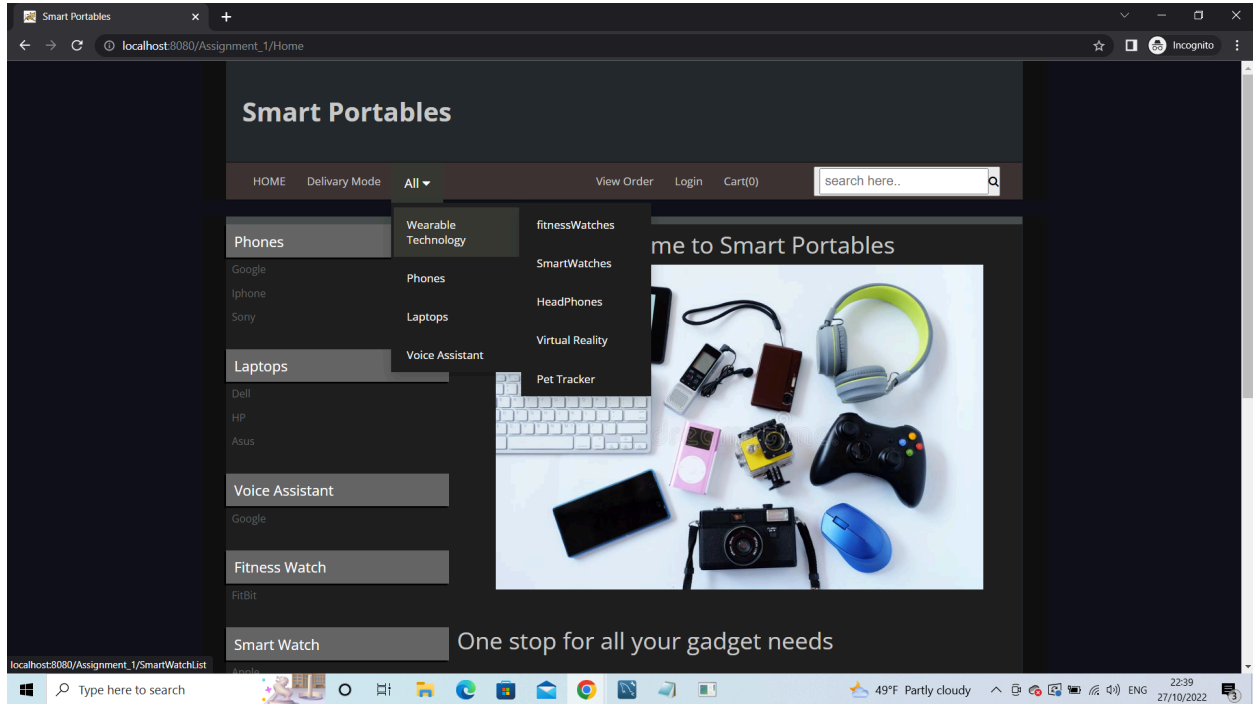 Smart Portables
localhost:8080/Assignment_1/Home
Incognito
Smart Portables
HOME Delivary Mode All View Order Login Cart(0) search here..
Wearable
Technology
Phones
Laptops
Voice Assistant
fitnessWatches
SmartWatches
HeadPhones
Virtual Reality
Pet Tracker
Phones
Google
Iphone
Sony
Laptops
Dell
HP
Asus
Voice Assistant
Google
Fitness Watch
FitBit
Smart Watch
Apple
me to Smart Portables
One stop for all your gadget needs
localhost:8080/Assignment_1/SmartWatchList
Type here to search
49°F Partly cloudy
ENG
22:39
27/10/2022
3